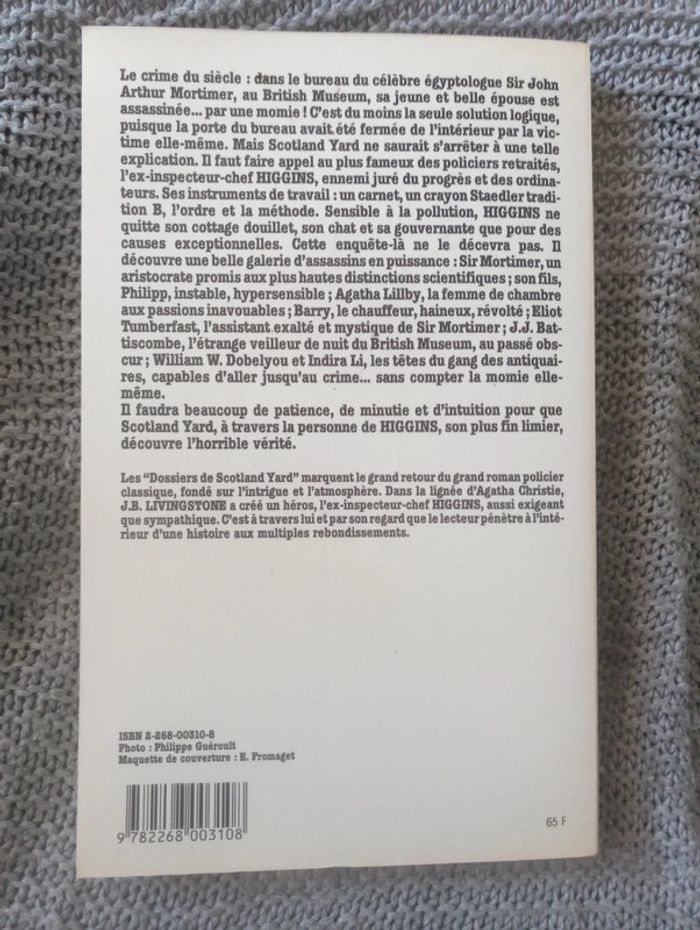 Le crime du siècle : dans le bureau du célèbre égyptologue Sir John
Arthur Mortimer, au British Museum, sa jeune et belle épouse est
assassinée... par une momie ! C'est du moins la seule solution logique,
puisque la porte du bureau avait été fermée de l'intérieur par la vic-
time elle-même. Mais Scotland Yard ne saurait s'arrêter à une telle
explication. Il faut faire appel au plus fameux des policiers retraités,
l'ex-inspecteur-chef HIGGINS, ennemi juré du progrès et des ordina-
teurs. Ses instruments de travail : un carnet, un crayon Staedler tradi-
tion B, l'ordre et la méthode. Sensible à la pollution, HIGGINS ne
quitte son cottage douillet, son chat et sa gouvernante que pour des
causes exceptionnelles. Cette enquête-là ne le décevra pas. Il
découvre une belle galerie d'assassins en puissance : Sir Mortimer, un
aristocrate promis aux plus hautes distinctions scientifiques ; son fils,
Philipp, instable, hypersensible ; Agatha Lillby, la femme de chambre
aux passions inavouables ; Barry, le chauffeur, haineux, révolté ; Eliot
Tumberfast, l'assistant exalté et mystique de Sir Mortimer ; J.J. Bat-
tiscombe, l'étrange veilleur de nuit du British Museum, au passé obs-
cur ; William W. Dobelyou et Indira Li, les têtes du gang des antiquai-
res, capables d'aller jusqu'au crime... sans compter la momie elle-
même.
Il faudra beaucoup de patience, de minutie et d'intuition pour que
Scotland Yard, à travers la personne de HIGGINS, son plus fin limier,
découvre l'horrible vérité.
Les "Dossiers de Scotland Yard" marquent le grand retour du grand roman policier
classique, fondé sur l'intrigue et l'atmosphère. Dans la lignée d'Agatha Christie,
J.B. LIVINGSTONE a créé un héros, l'ex-inspecteur-chef HIGGINS, aussi exigeant
que sympathique. C'est à travers lui et par son regard que le lecteur pénètre à l'inté-
rieur d'une histoire aux multiples rebondissements.
ISBN 2-268-00310-8
Photo : Philippe Guéroult
Maquette de couverture : E. Fromaget
9 782268 003108
65 F